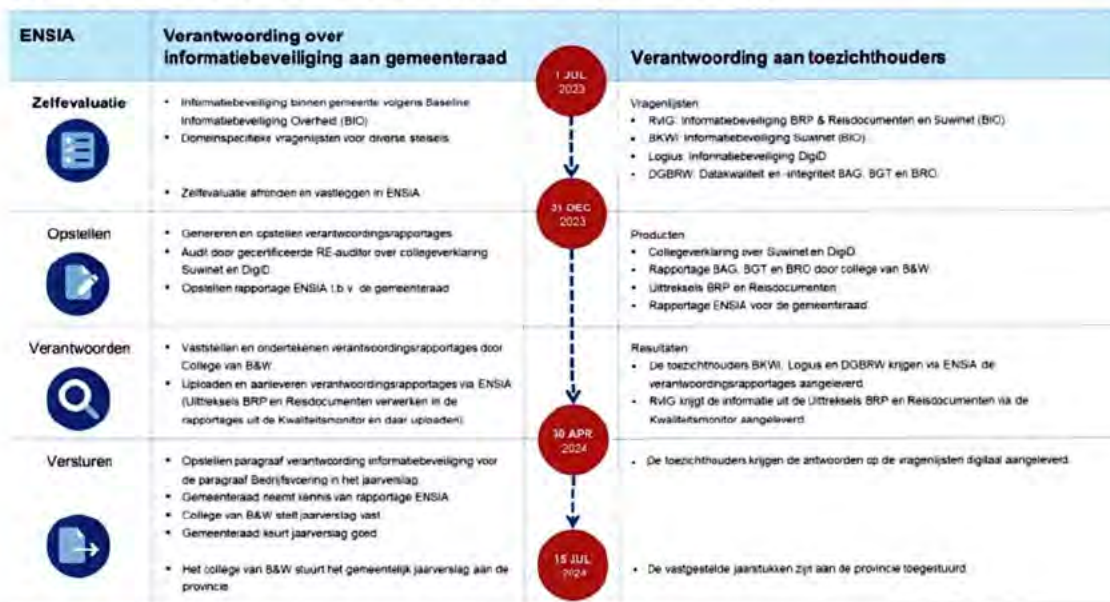 ENSIA
Verantwoording over
informatiebeveiliging aan gemeenteraad
1 JUL
2023
Verantwoording aan toezichthouders
Zelfevaluatie
• Informatiebeveiliging binnen gemeente volgens Baseline
Informatiebeveiliging Overheid (BIO)
• Domeinspecifieke vragenlijsten voor diverse stelsels
• Zelfevaluatie afronden en vastleggen in ENSIA
Vragenlijsten
• RvIG: Informatiebeveiliging BRP & Reisdocumenten en Suwinet (BIO)
• BKWI: Informatiebeveiliging Suwinet (BIO)
• Logius: Informatiebeveiliging DigiD
• DGBRW: Datakwaliteit en -integriteit BAG, BGT en BRO
31 DEC
2023
Opstellen
• Genereren en opstellen verantwoordingsrapportages
• Audit door gecertificeerde RE-auditor over collegeverklaring
Suwinet en DigiD
• Opstellen rapportage ENSIA t.b.v. de gemeenteraad
Producten
• Collegeverklaring over Suwinet en DigiD
• Rapportage BAG, BGT en BRO door college van B&W
• Uittreksels BRP en Reisdocumenten
• Rapportage ENSIA voor de gemeenteraad
Verantwoorden
• Vaststellen en ondertekenen verantwoordingsrapportages door
College van B&W
• Uploaden en aanleveren verantwoordingsrapportages via ENSIA
(Uittreksels BRP en Reisdocumenten verwerken in de
rapportages uit de Kwaliteitsmonitor en daar uploaden)
Resultaten
• De toezichthouders BKWI, Logius en DGBRW krijgen via ENSIA de
verantwoordingsrapportages aangeleverd
• RvIG krijgt de informatie uit de Uittreksels BRP en Reisdocumenten via de
Kwaliteitsmonitor aangeleverd
30 APR
2024
Versturen
• Opstellen paragraaf verantwoording informatiebeveiliging voor
de paragraaf Bedrijfsvoering in het jaarverslag
• Gemeenteraad neemt kennis van rapportage ENSIA
• College van B&W stelt jaarverslag vast
• Gemeenteraad keurt jaarverslag goed
• Het college van B&W stuurt het gemeentelijk jaarverslag aan de
provincie
• De toezichthouders krijgen de antwoorden op de vragenlijsten digitaal aangeleverd
15 JUL
2024
• De vastgestelde jaarstukken zijn aan de provincie toegestuurd